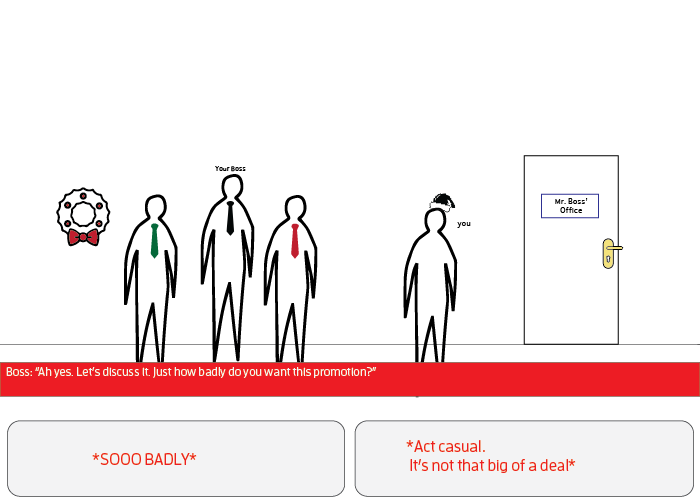 Your Boss
you
Mr. Boss'
Office
Boss: "Ah yes. Let's discuss it. Just how badly do you want this promotion?"
*SOOO BADLY*
*Act casual.
It's not that big of a deal*